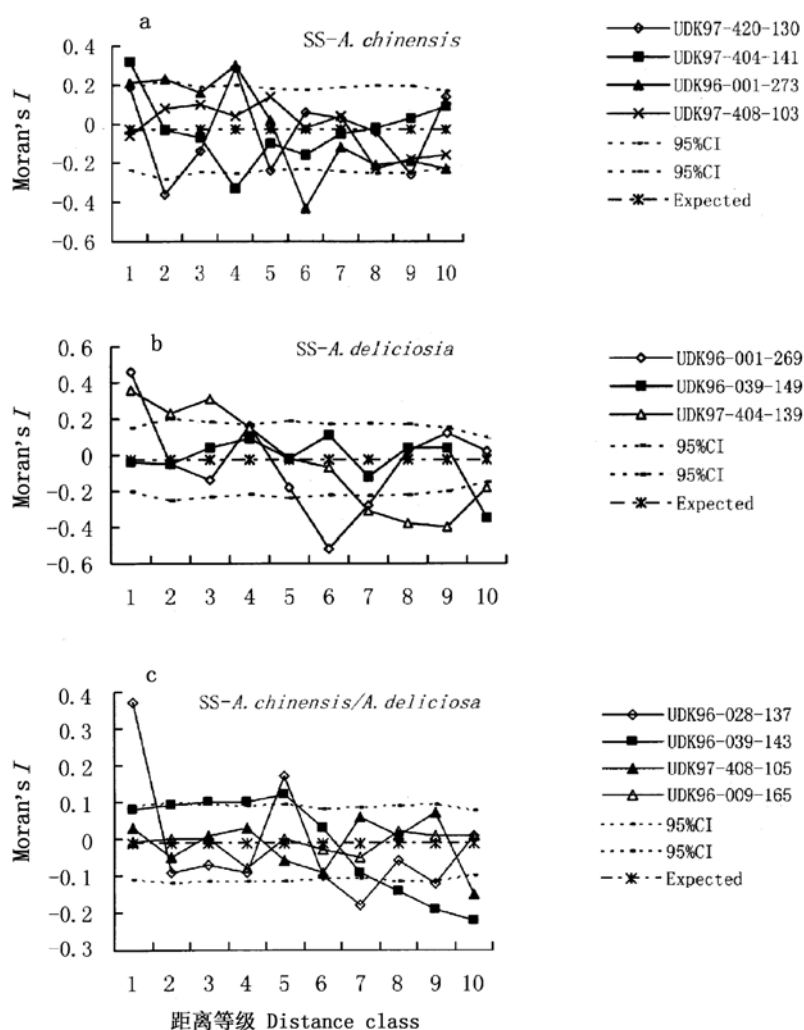 a
SS-A. chinensis
Moran's I
0.4
0.2
0
-0.2
-0.4
-0.6
1 2 3 4 5 6 7 8 9 10
UDK97-420-130
UDK97-404-141
UDK96-001-273
UDK97-408-103
95%CI
95%CI
Expected
b
SS-A. deliciosia
Moran's I
0.6
0.4
0.2
0
-0.2
-0.4
-0.6
1 2 3 4 5 6 7 8 9 10
UDK96-001-269
UDK96-039-149
UDK97-404-139
95%CI
95%CI
Expected
c
SS-A. chinensis/A. deliciosa
Moran's I
0.4
0.3
0.2
0.1
0
-0.1
-0.2
-0.3
1 2 3 4 5 6 7 8 9 10
距离等级 Distance class
UDK96-028-137
UDK96-039-143
UDK97-408-105
UDK96-009-165
95%CI
95%CI
Expected